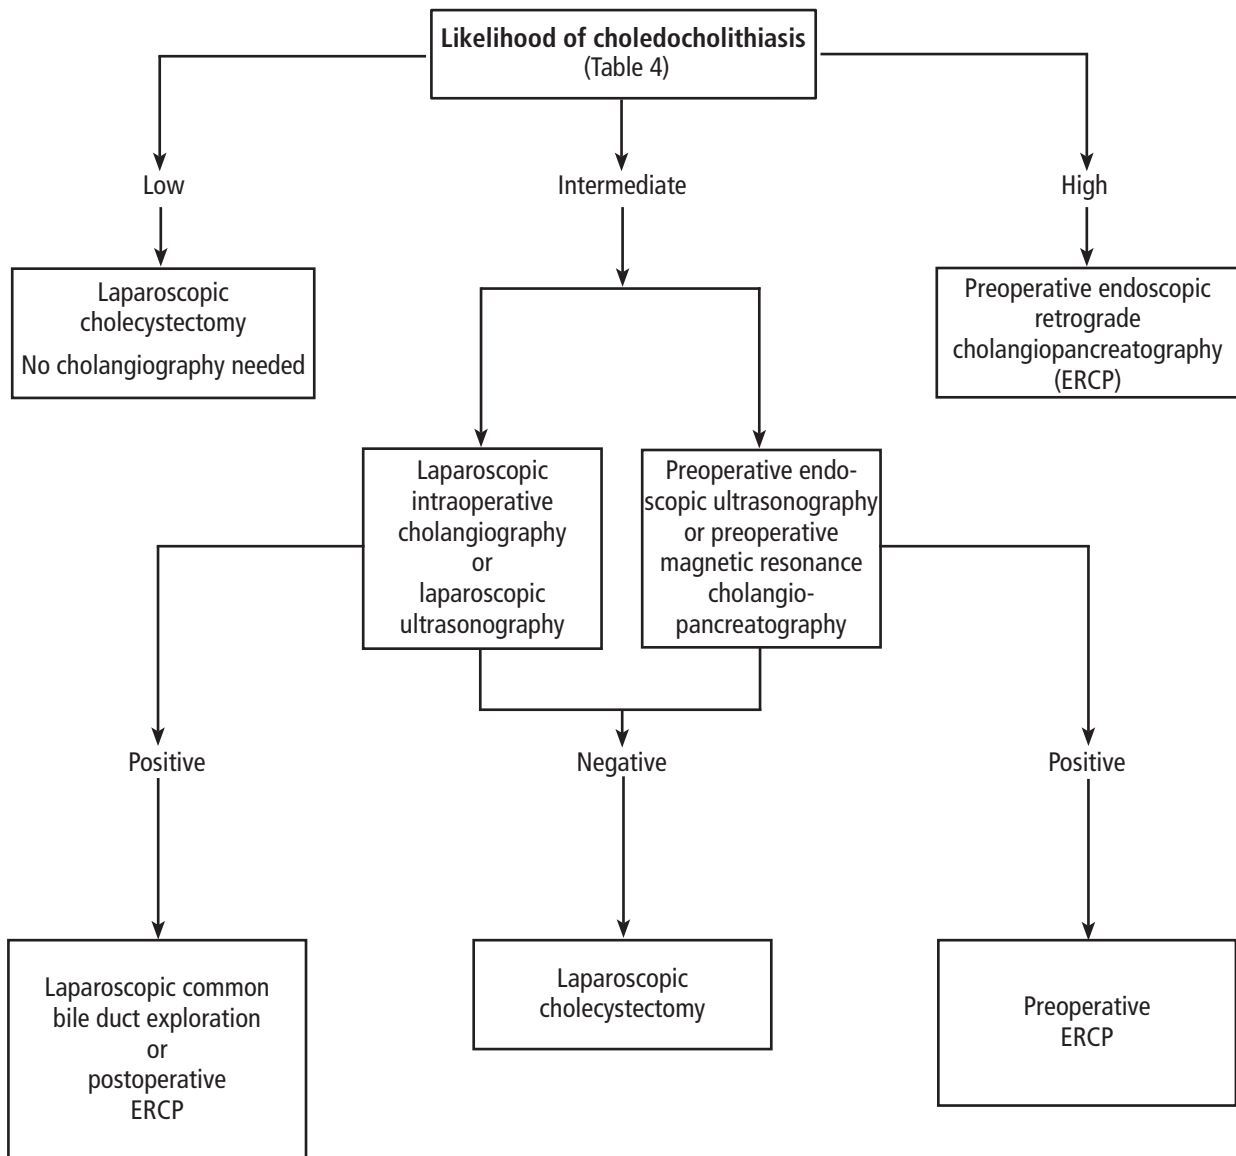 Likelihood of choledocholithiasis
(Table 4)
Low
Intermediate
High
Laparoscopic
cholecystectomy
No cholangiography needed
Preoperative endoscopic
retrograde
cholangiopancreatography
(ERCP)
Laparoscopic
intraoperative
cholangiography
or
laparoscopic
ultrasonography
Preoperative endo-
scopic ultrasonography
or preoperative
magnetic resonance
cholangio-
pancreatography
Positive
Negative
Positive
Laparoscopic common
bile duct exploration
or
postoperative
ERCP
Laparoscopic
cholecystectomy
Preoperative
ERCP